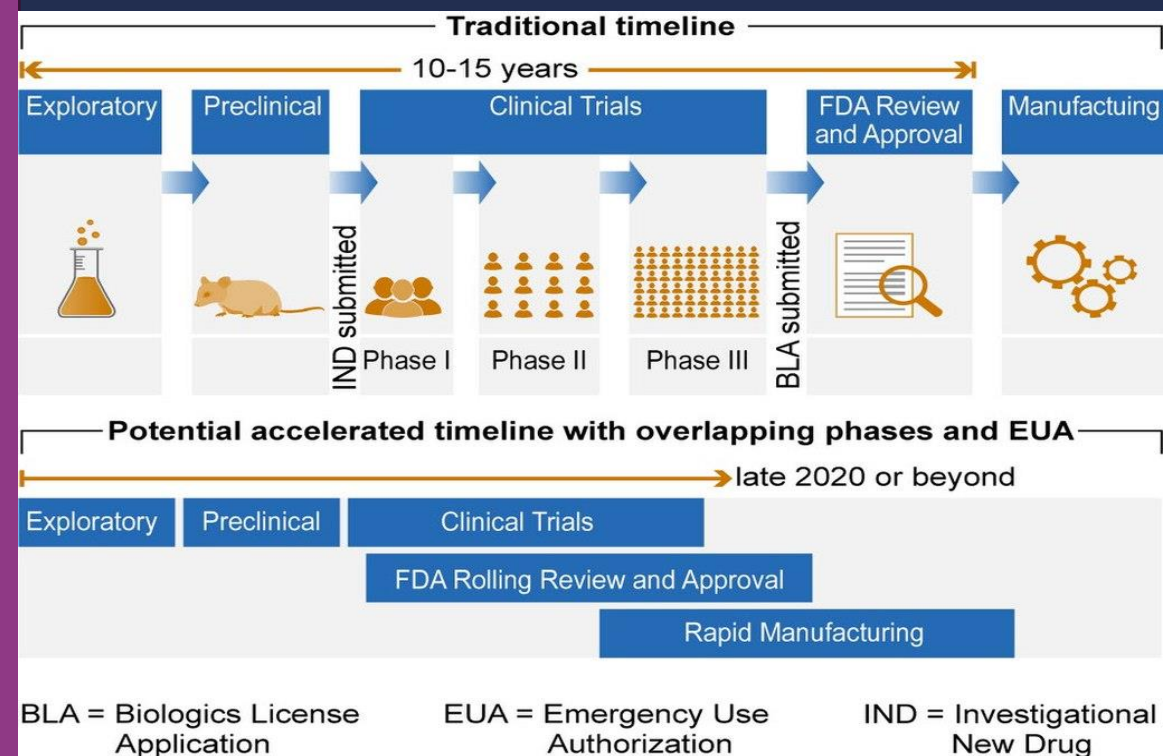 Traditional timeline
10-15 years
Exploratory
Preclinical
Clinical Trials
FDA Review
and Approval
Manufactuing
IND submitted
Phase I
Phase II
Phase III
BLA submitted
Potential accelerated timeline with overlapping phases and EUA
late 2020 or beyond
Exploratory
Preclinical
Clinical Trials
FDA Rolling Review and Approval
Rapid Manufacturing
BLA = Biologics License
Application
EUA = Emergency Use
Authorization
IND = Investigational
New Drug